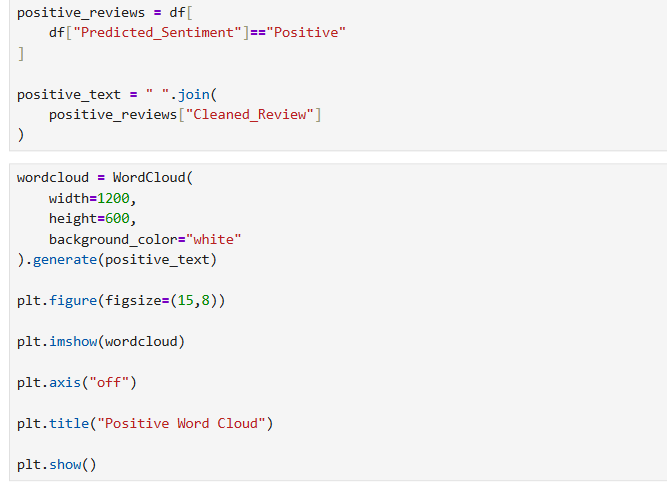 positive_reviews = df[
    df["Predicted_Sentiment"]=="Positive"
]
positive_text = " ".join(
    positive_reviews["Cleaned_Review"]
)
wordcloud = WordCloud(
    width=1200,
    height=600,
    background_color="white"
).generate(positive_text)
plt.figure(figsize=(15,8))
plt.imshow(wordcloud)
plt.axis("off")
plt.title("Positive Word Cloud")
plt.show()